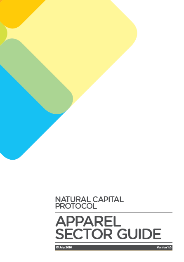 NATURAL CAPITAL
PROTOCOL
APPAREL
SECTOR GUIDE